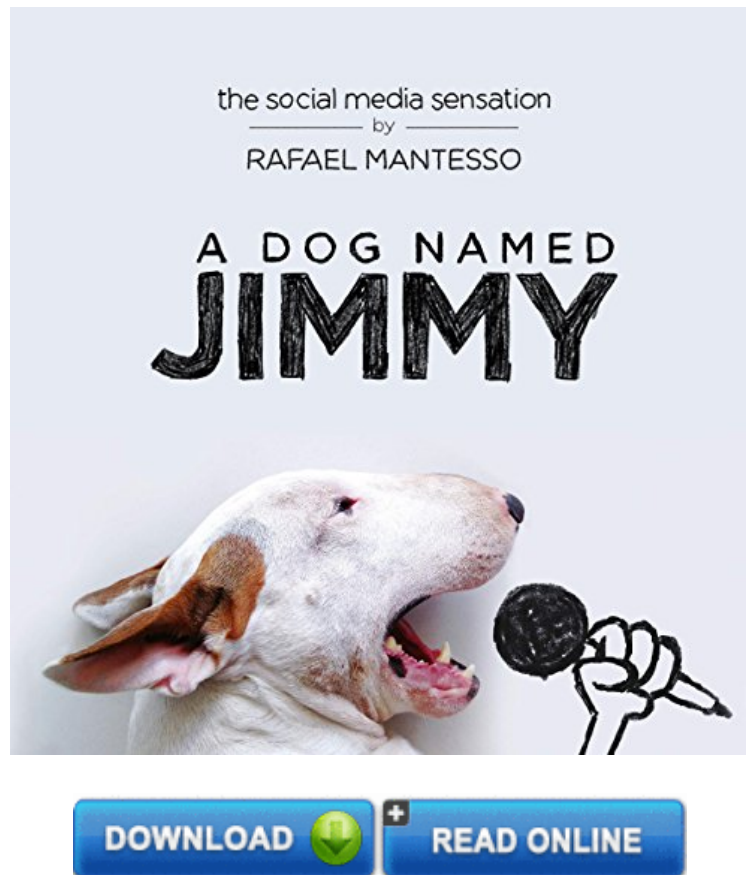 the social media sensation
by
RAFAEL MANTESSO
A DOG NAMED
JIMMY
DOWNLOAD
READ ONLINE